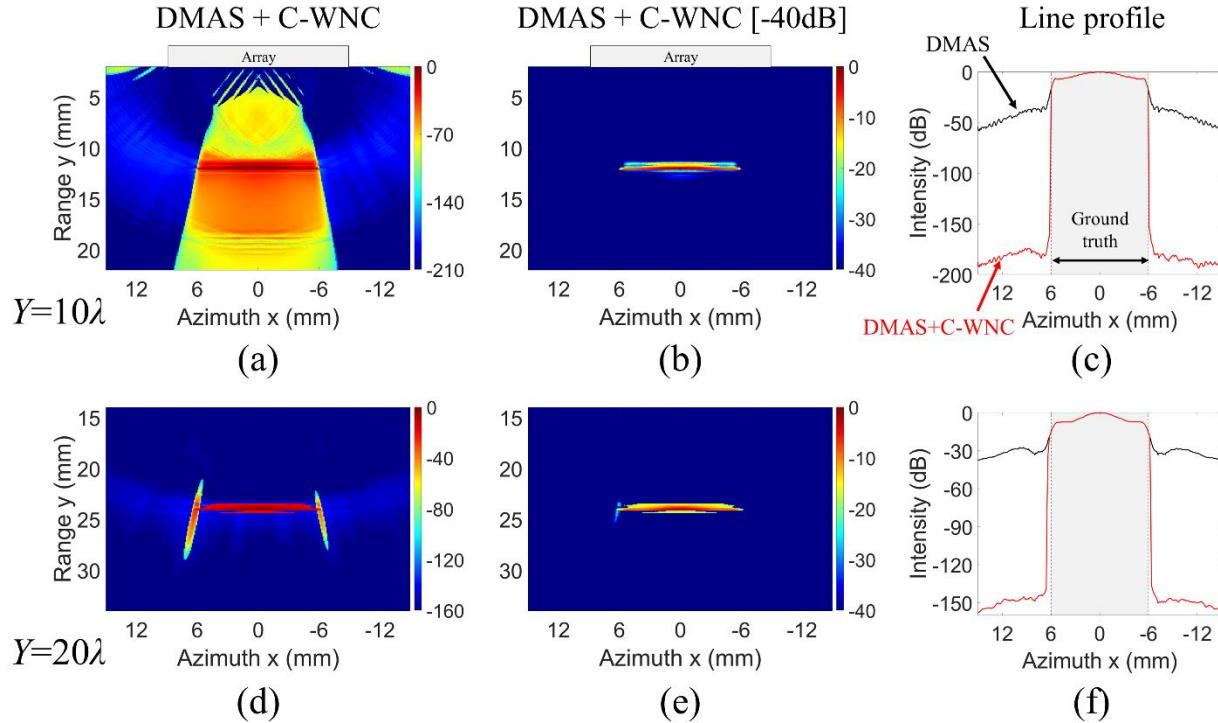 DMAS + C-WNC
DMAS + C-WNC [-40dB]
Line profile
Array
5
10
15
20
Range y (mm)
0
-70
-140
-210
12 6 0 -6 -12
Azimuth x (mm)
Y=10λ
(a)
Array
5
10
15
20
0
-10
-20
-30
-40
12 6 0 -6 -12
Azimuth x (mm)
(b)
DMAS
0
-50
-100
-150
-200
Intensity (dB)
Ground
truth
12 6 0 -6 -12
Azimuth x (mm)
DMAS+C-WNC
(c)
15
20
25
30
Range y (mm)
0
-40
-80
-120
-160
12 6 0 -6 -12
Azimuth x (mm)
Y=20λ
(d)
15
20
25
30
0
-10
-20
-30
-40
12 6 0 -6 -12
Azimuth x (mm)
(e)
0
-30
-60
-90
-120
-150
Intensity (dB)
12 6 0 -6 -12
Azimuth x (mm)
(f)